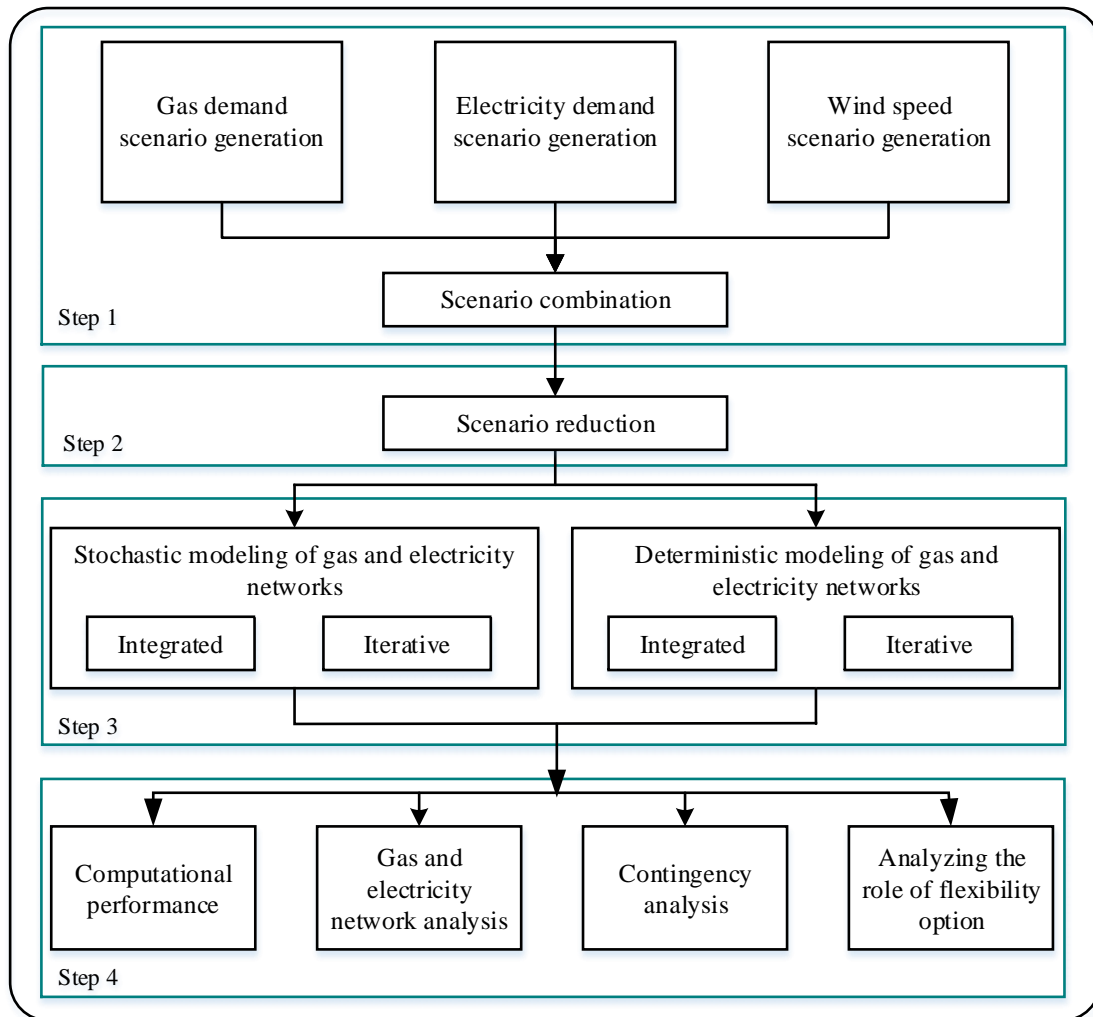 Gas demand
scenario generation
Electricity demand
scenario generation
Wind speed
scenario generation
Scenario combination
Step 1
Scenario reduction
Step 2
Stochastic modeling of gas and electricity
networks
Integrated
Iterative
Deterministic modeling of gas and
electricity networks
Integrated
Iterative
Step 3
Computational
performance
Gas and
electricity
network analysis
Contingency
analysis
Analyzing the
role of flexibility
option
Step 4